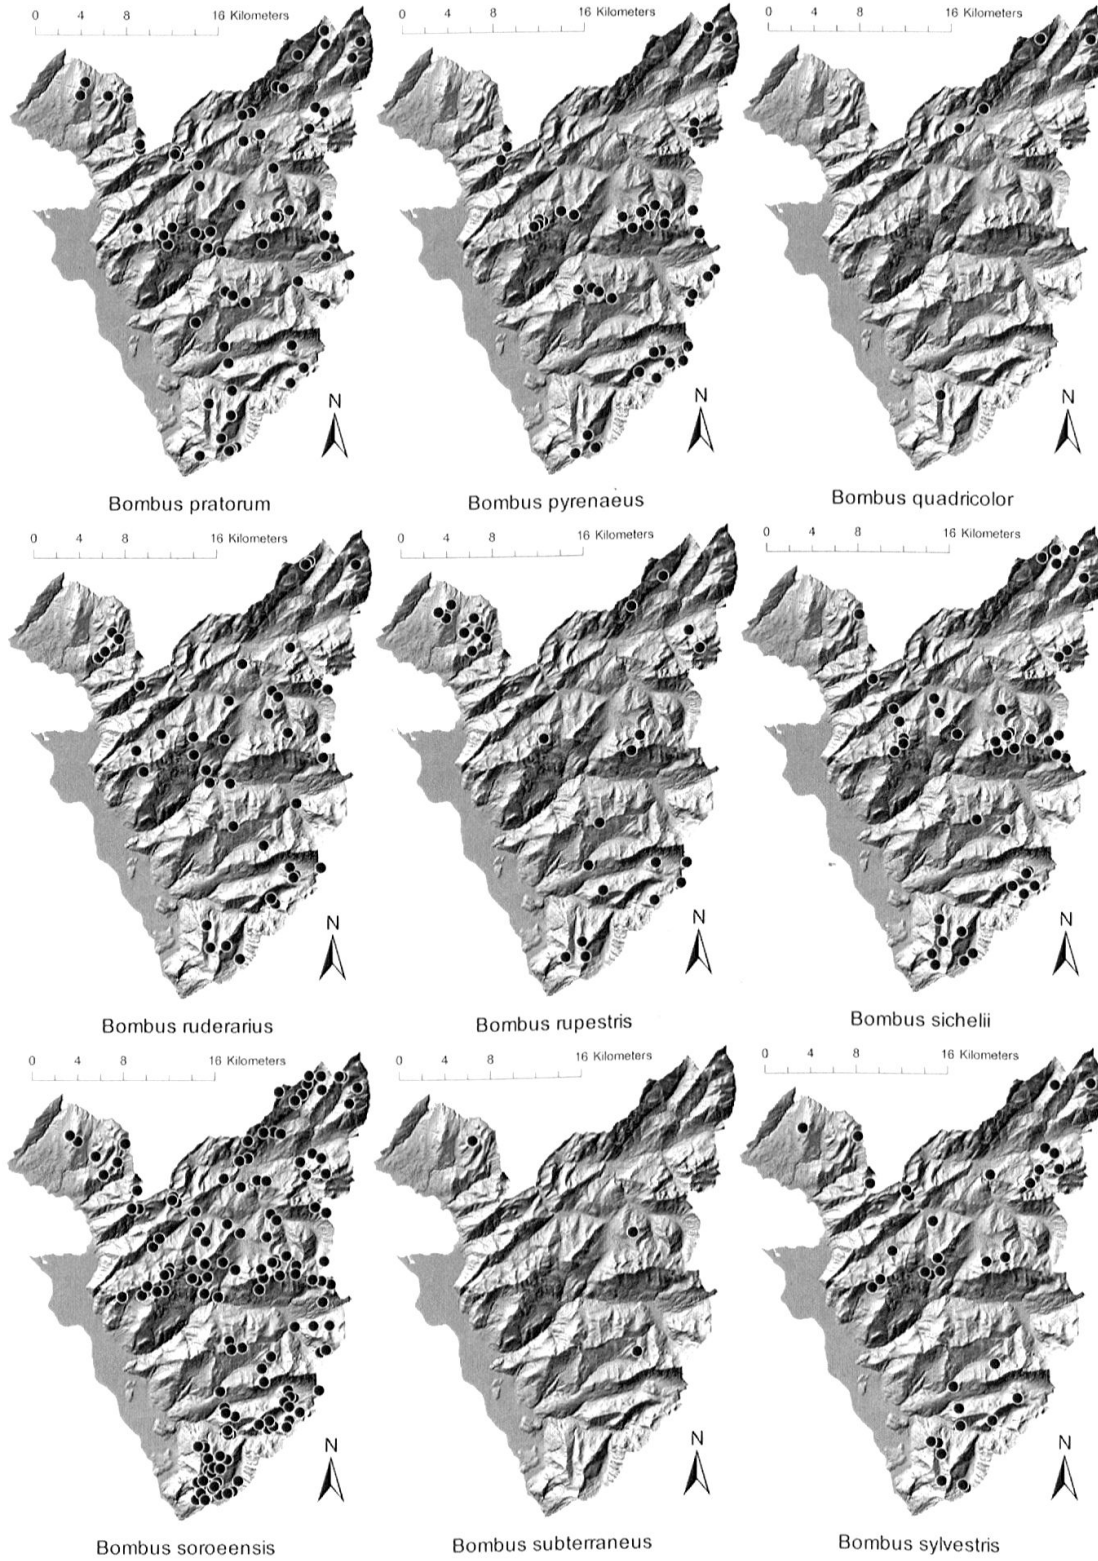 0 4 8 16 Kilometers
0 4 8 16 Kilometers
0 4 8 16 Kilometers
N
N
N
Bombus pratorum
Bombus pyrenaeus
Bombus quadricolor
0 4 8 16 Kilometers
0 4 8 16 Kilometers
0 4 8 16 Kilometers
N
N
N
Bombus ruderarius
Bombus rupestris
Bombus sichelii
0 4 8 16 Kilometers
0 4 8 16 Kilometers
0 4 8 16 Kilometers
N
N
N
Bombus soroeensis
Bombus subterraneus
Bombus sylvestris